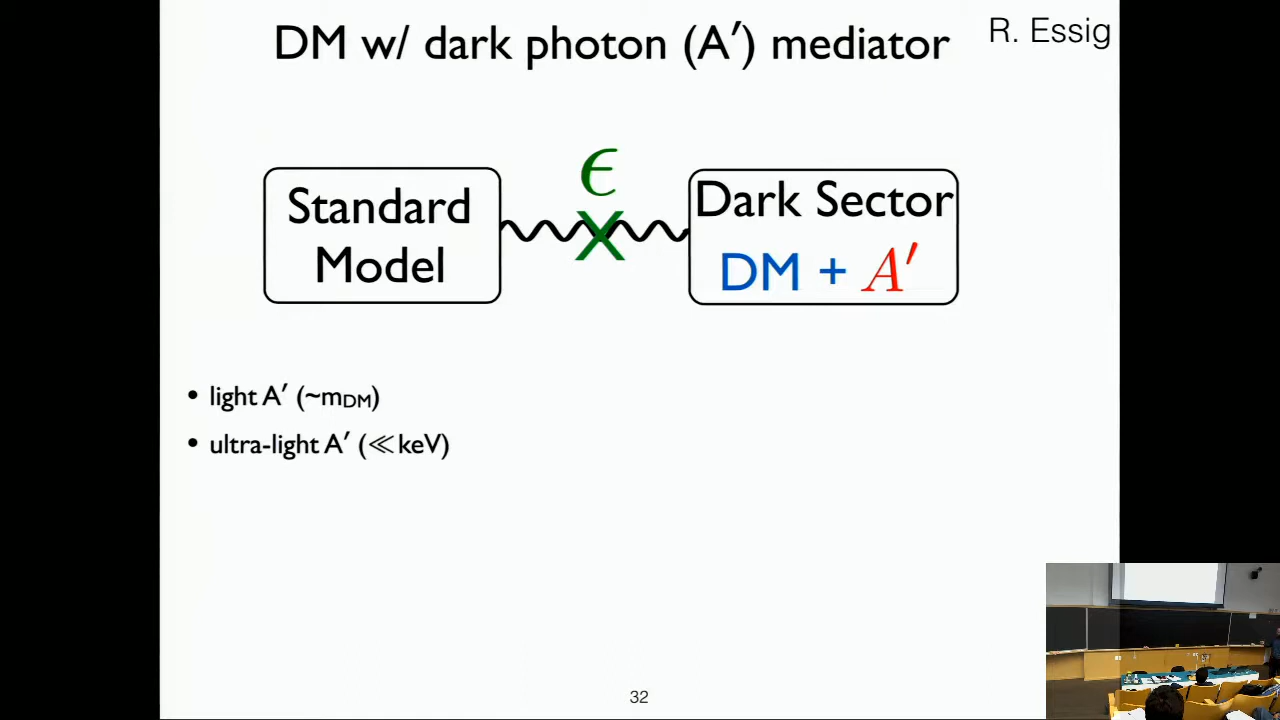 DM w/ dark photon (A′) mediator
R. Essig
ϵ
Standard
Model
X
Dark Sector
DM + A′
• light A′ (~mDM)
• ultra-light A′ (≪keV)
32